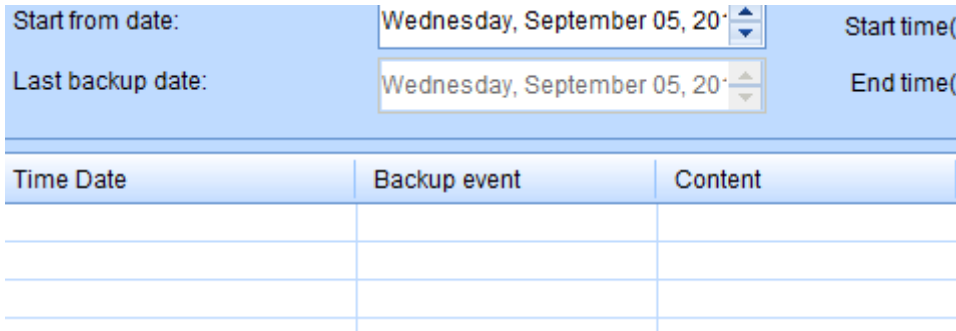 Start from date: Wednesday, September 05, 20 Start time(
Last backup date: Wednesday, September 05, 20 End time(
Time Date Backup event Content